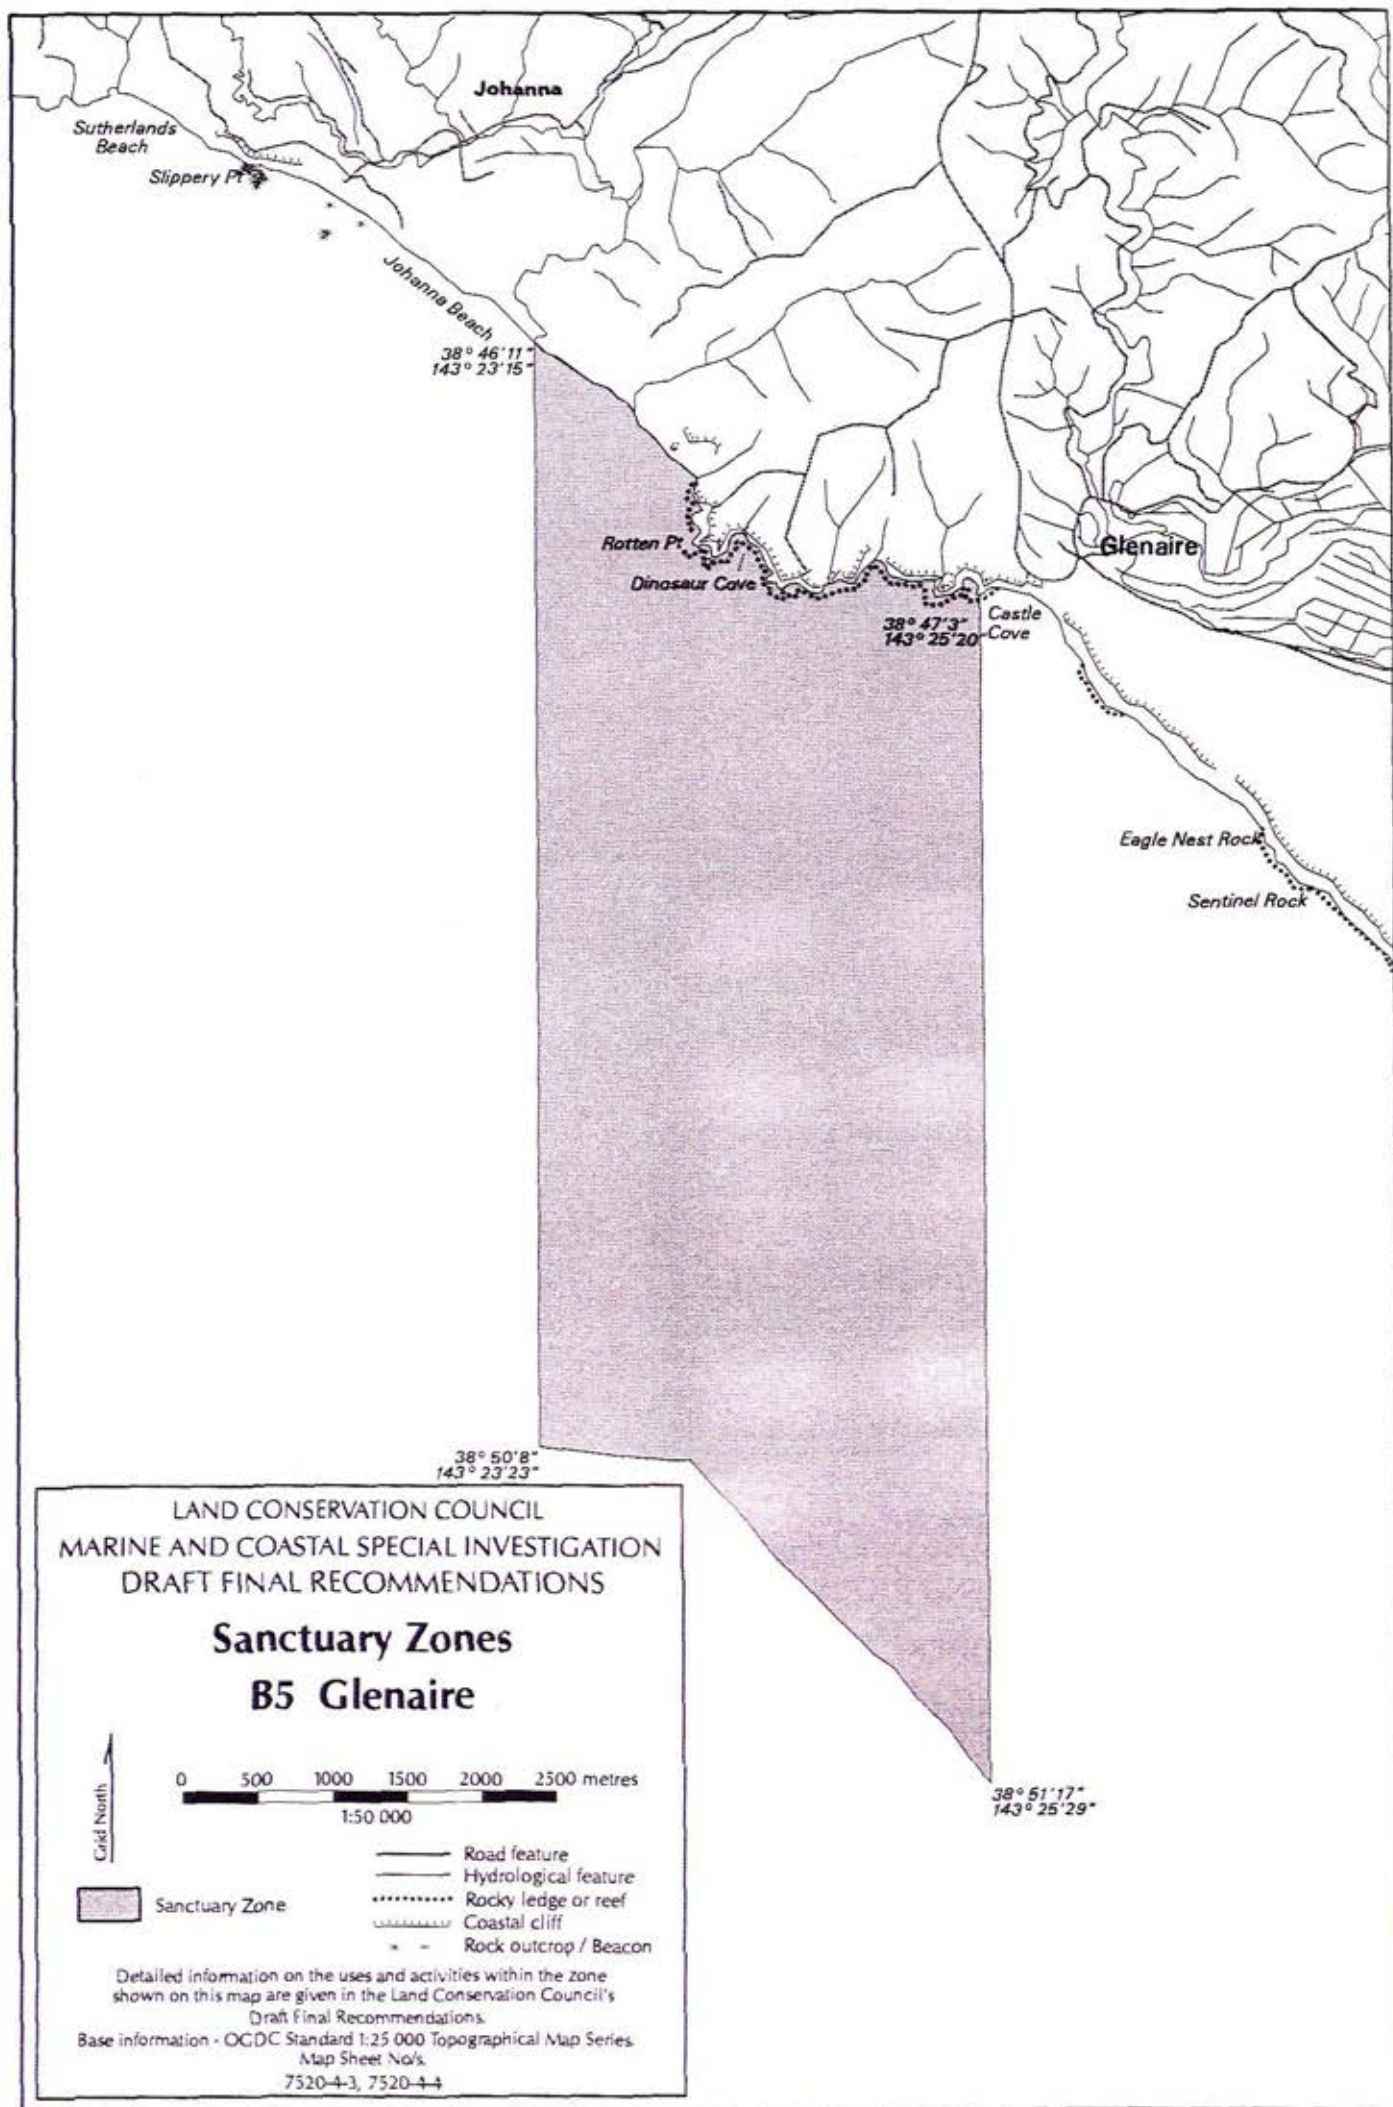 Johanna
Sutherlands
Beach
Slippery Pt
Johanna Beach
38° 46'11"
143° 23'15"
Rotten Pt
Dinosaur Cove
Glenaire
38° 47'3"
143° 25'20"
Castle
Cove
Eagle Nest Rock
Sentinel Rock
38° 50'8"
143° 23'23"
38° 51'17"
143° 25'29"
LAND CONSERVATION COUNCIL
MARINE AND COASTAL SPECIAL INVESTIGATION
DRAFT FINAL RECOMMENDATIONS
Sanctuary Zones
B5 Glenaire
Grid North
0 500 1000 1500 2000 2500 metres
1:50 000
Road feature
Hydrological feature
Rocky ledge or reef
Coastal cliff
Rock outcrop / Beacon
Sanctuary Zone
Detailed information on the uses and activities within the zone
shown on this map are given in the Land Conservation Council's
Draft Final Recommendations.
Base information - OGDC Standard 1:25 000 Topographical Map Series.
Map Sheet No/s.
7520-4-3, 7520-4-4